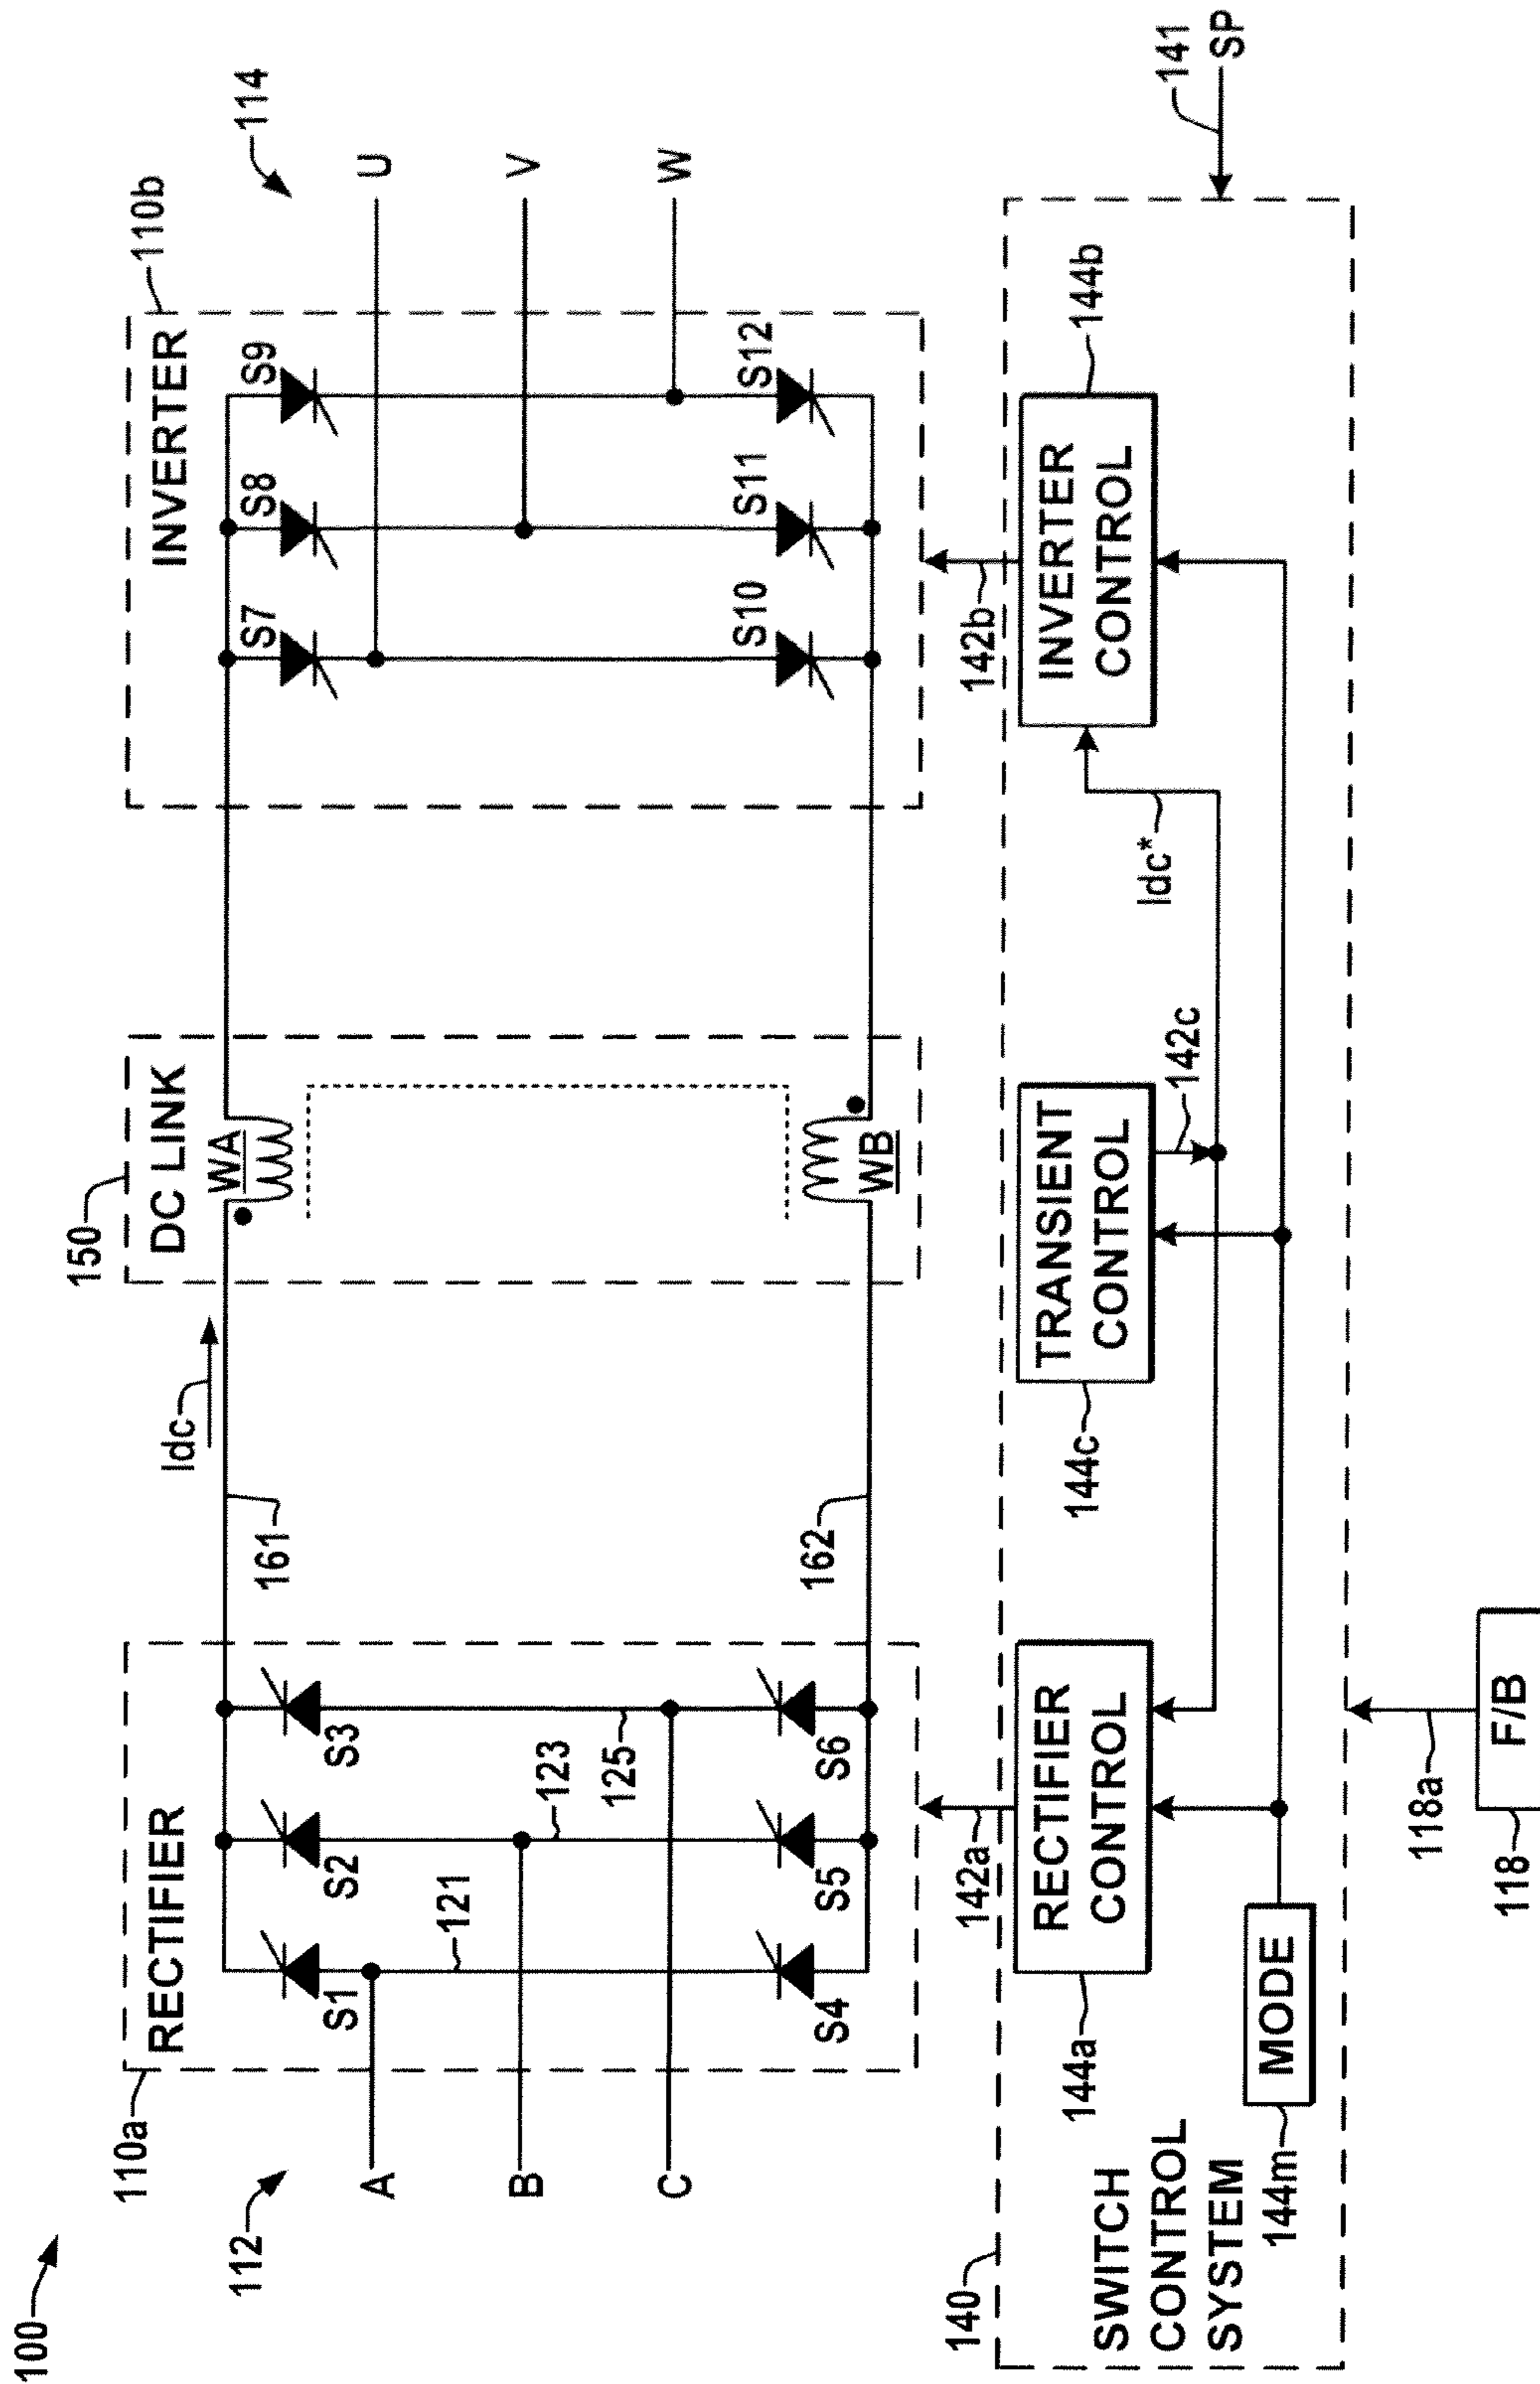 100
112
110a
RECTIFIER
A
B
C
S1
S2
S3
S4
S5
S6
121
123
125
161
162
Idc
150
DC LINK
WA
WB
110b
INVERTER
S7
S8
S9
S10
S11
S12
114
U
V
W
140
SWITCH
CONTROL
SYSTEM
142a
RECTIFIER
CONTROL
144a
MODE
144m
TRANSIENT
CONTROL
144c
142c
Idc*
142b
INVERTER
CONTROL
144b
141
SP
118a
118
F/B